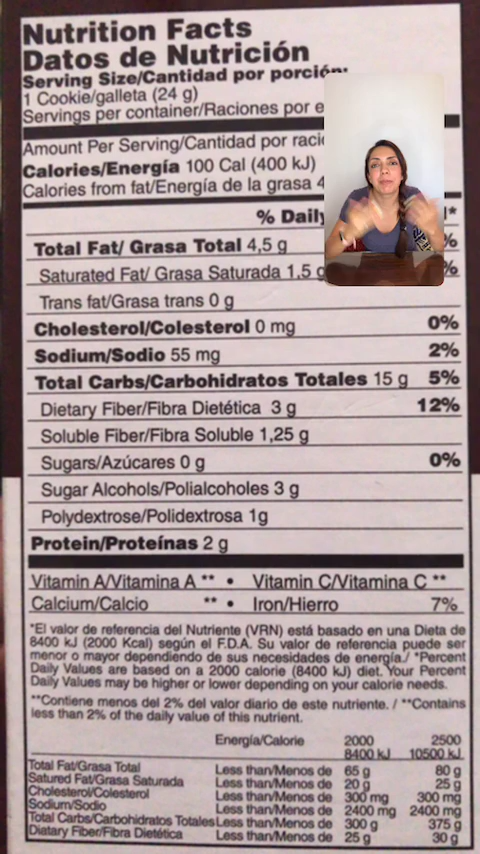 Nutrition Facts
Datos de Nutrición
Serving Size/Cantidad por porción:
1 Cookie/galleta (24 g)
Servings per container/Raciones por
Amount Per Serving/Cantidad por
Calories/Energía 100 Cal (400 kJ)
Calories from fat/Energía de la grasa 4
% Daily *
Total Fat/ Grasa Total 4,5 g %
Saturated Fat/ Grasa Saturada 1,5 g %
Trans fat/Grasa trans 0 g
Cholesterol/Colesterol 0 mg 0%
Sodium/Sodio 55 mg 2%
Total Carbs/Carbohidratos Totales 15 g 5%
Dietary Fiber/Fibra Dietética 3 g 12%
Soluble Fiber/Fibra Soluble 1,25 g
Sugars/Azúcares 0 g 0%
Sugar Alcohols/Polialcoholes 3 g
Polydextrose/Polidextrosa 1g
Protein/Proteínas 2 g
Vitamin A/Vitamina A ** • Vitamin C/Vitamina C **
Calcium/Calcio ** • Iron/Hierro 7%
*El valor de referencia del Nutriente (VRN) está basado en una Dieta de
8400 kJ (2000 Kcal) según el F.D.A. Su valor de referencia puede ser
menor o mayor dependiendo de sus necesidades de energía./ *Percent
Daily Values are based on a 2000 calorie (8400 kJ) diet. Your Percent
Daily Values may be higher or lower depending on your calorie needs.
**Contiene menos del 2% del valor diario de este nutriente. / **Contains
less than 2% of the daily value of this nutrient.
Energía/Calorie 2000 2500
8400 kJ 10500 kJ
Total Fat/Grasa Total Less than/Menos de 65 g 80 g
Satured Fat/Grasa Saturada Less than/Menos de 20 g 25 g
Cholesterol/Colesterol Less than/Menos de 300 mg 300 mg
Sodium/Sodio Less than/Menos de 2400 mg 2400 mg
Total Carbs/Carbohidratos Totales Less than/Menos de 300 g 375 g
Diatary Fiber/Fibra Dietética Less than/Menos de 25 g 30 g